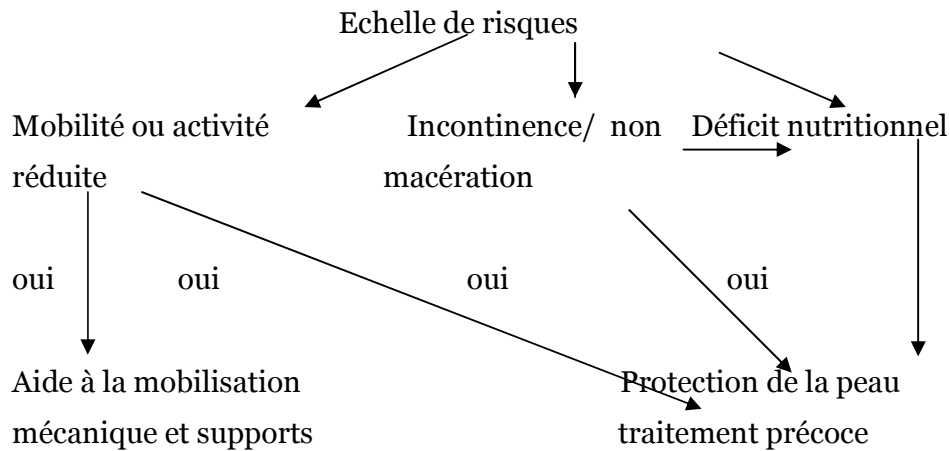 Echelle de risques
Mobilité ou activité Incontinence/ non Déficit nutritionnel
réduite macération
oui oui oui oui
Aide à la mobilisation Protection de la peau
mécanique et supports traitement précoce